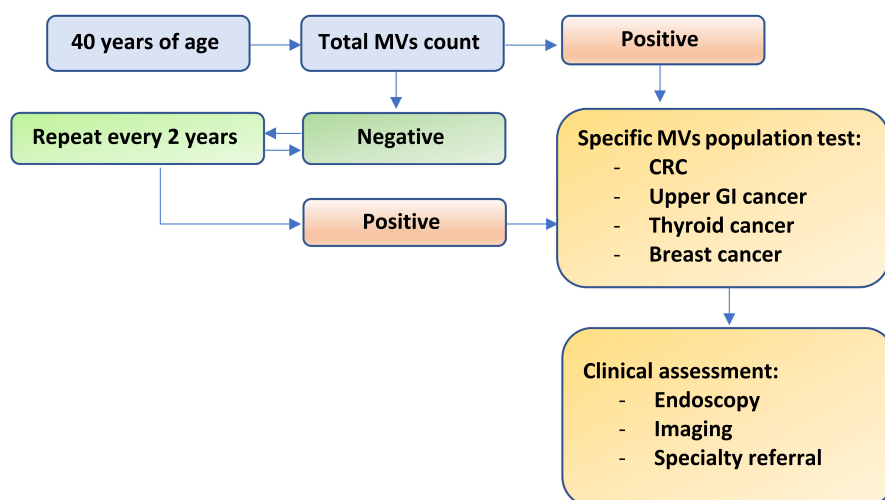 40 years of age
Total MVs count
Positive
Repeat every 2 years
Negative
Positive
Specific MVs population test:
- CRC
- Upper GI cancer
- Thyroid cancer
- Breast cancer
Clinical assessment:
- Endoscopy
- Imaging
- Specialty referral